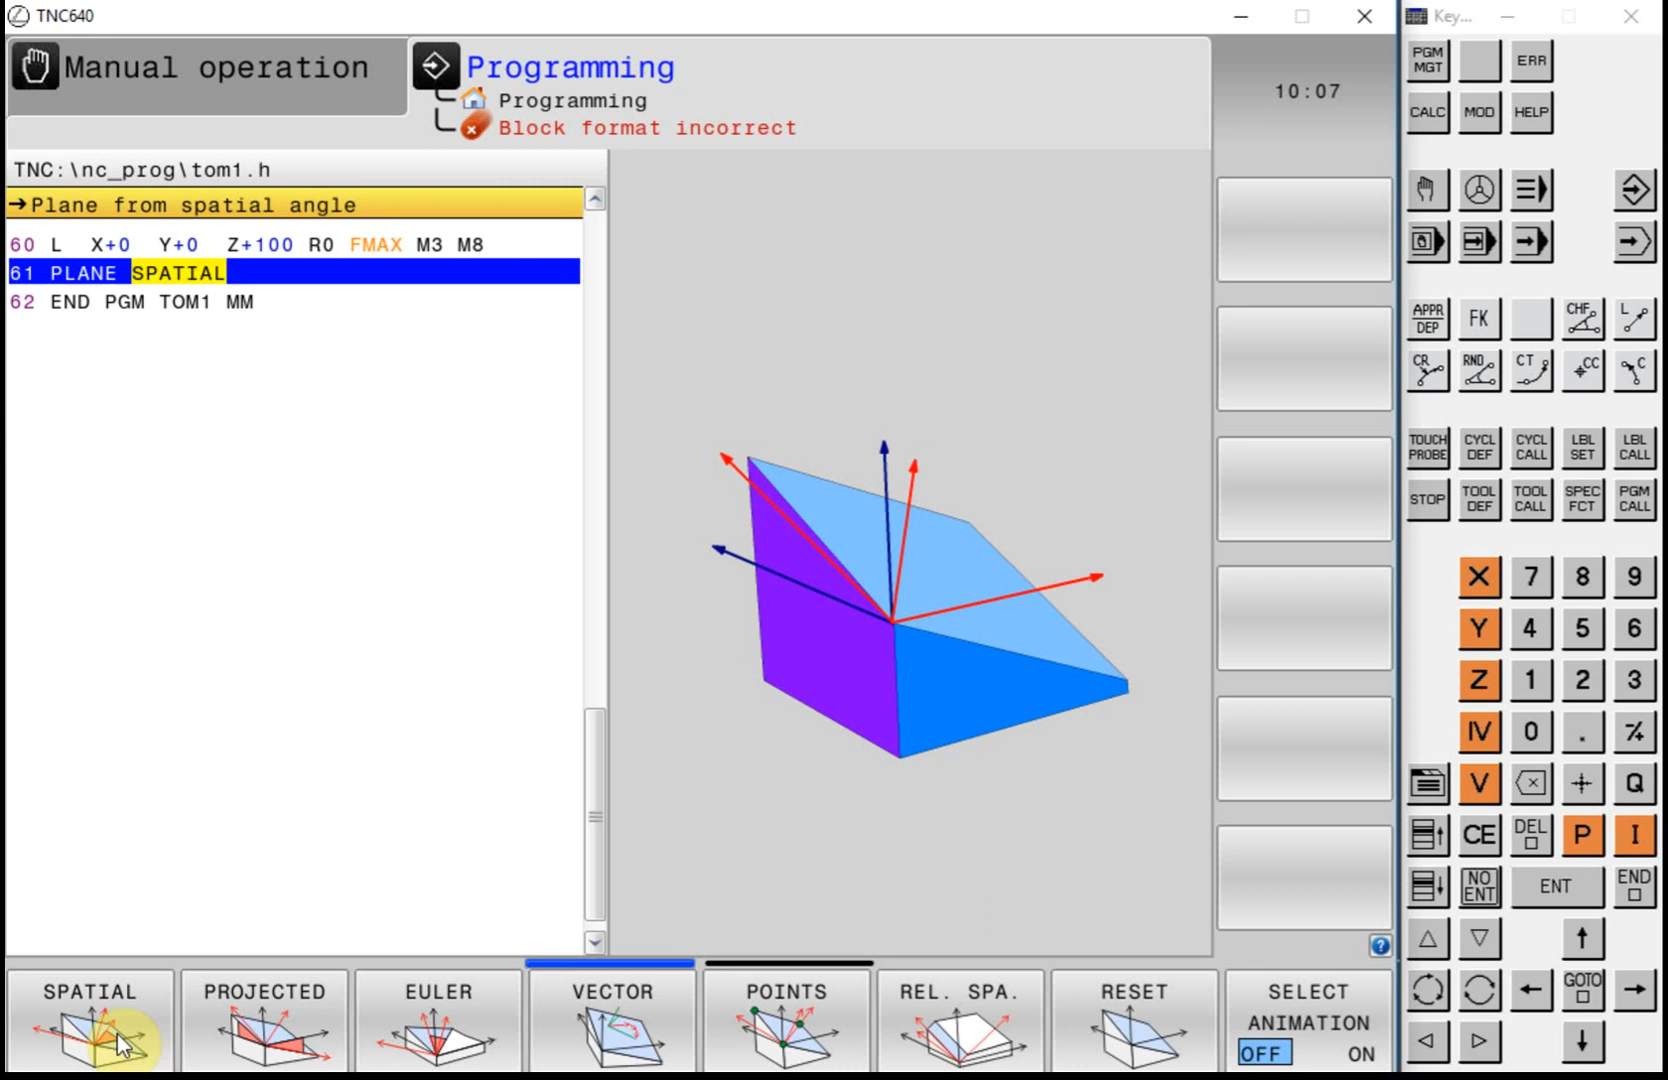 TNC640
Key...
Manual operation
Programming
Programming
Block format incorrect
10:07
TNC:\nc_prog\tom1.h
→Plane from spatial angle
60 L X+0 Y+0 Z+100 R0 FMAX M3 M8
61 PLANE SPATIAL
62 END PGM TOM1 MM
SPATIAL
PROJECTED
EULER
VECTOR
POINTS
REL. SPA.
RESET
SELECT
ANIMATION
OFF ON
PGM MGT
ERR
CALC
MOD
HELP
APPR DEP
FK
CHF
L
CR
RND
CT
CC
C
TOUCH PROBE
CYCL DEF
CYCL CALL
LBL SET
LBL CALL
STOP
TOOL DEF
TOOL CALL
SPEC FCT
PGM CALL
X 7 8 9
Y 4 5 6
Z 1 2 3
IV 0 .
V Q
CE DEL P I
NO ENT
ENT
END
GOTO